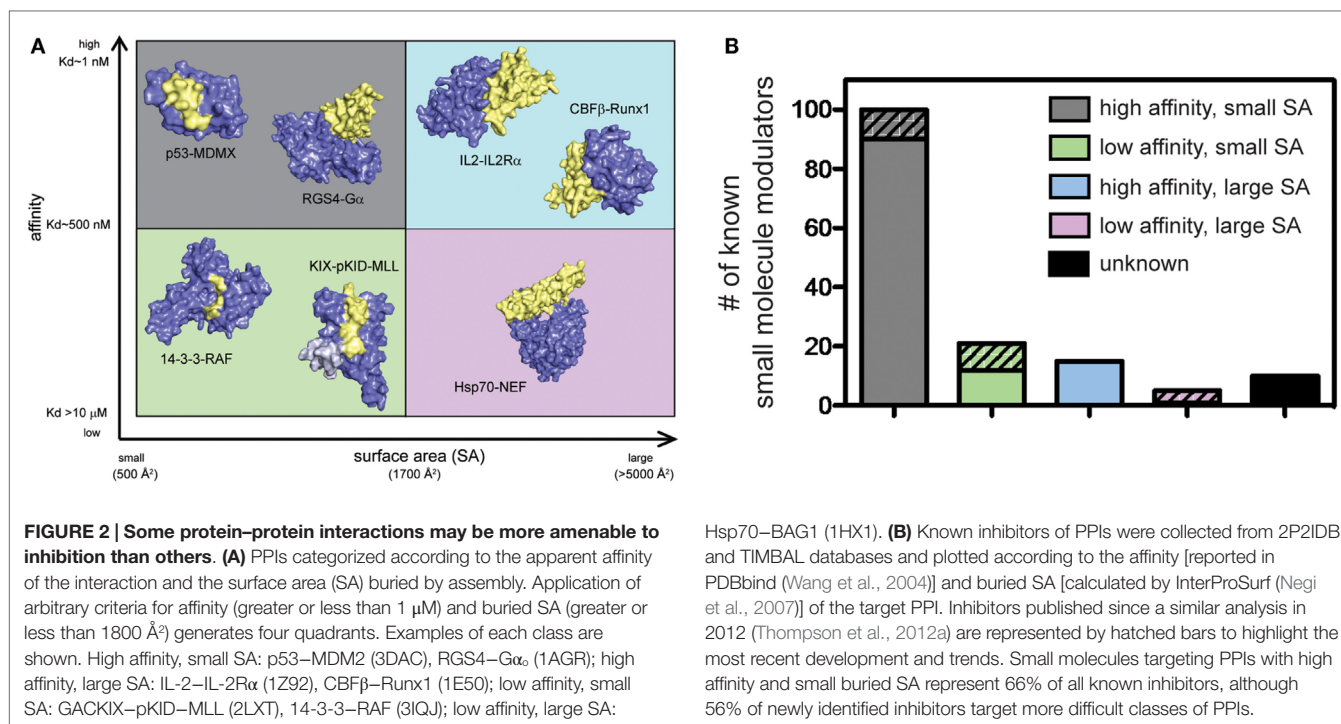 A
high
Kd~1 nM
affinity
Kd~500 nM
Kd >10 μM
low
p53-MDMX
RGS4-Gα
IL2-IL2Rα
CBFβ-Runx1
14-3-3-RAF
KIX-pKID-MLL
Hsp70-NEF
small
(500 Å²)
surface area (SA)
(1700 Å²)
large
(>5000 Å²)
B
# of known
small molecule modulators
100
80
60
40
20
0
high affinity, small SA
low affinity, small SA
high affinity, large SA
low affinity, large SA
unknown
FIGURE 2 | Some protein–protein interactions may be more amenable to
inhibition than others. (A) PPIs categorized according to the apparent affinity
of the interaction and the surface area (SA) buried by assembly. Application of
arbitrary criteria for affinity (greater or less than 1 μM) and buried SA (greater or
less than 1800 Å²) generates four quadrants. Examples of each class are
shown. High affinity, small SA: p53–MDM2 (3DAC), RGS4–Gαₒ (1AGR); high
affinity, large SA: IL-2–IL-2Rα (1Z92), CBFβ–Runx1 (1E50); low affinity, small
SA: GACKIX–pKID–MLL (2LXT), 14-3-3–RAF (3IQJ); low affinity, large SA:
Hsp70–BAG1 (1HX1). (B) Known inhibitors of PPIs were collected from 2P2IDB
and TIMBAL databases and plotted according to the affinity [reported in
PDBbind (Wang et al., 2004)] and buried SA [calculated by InterProSurf (Negi
et al., 2007)] of the target PPI. Inhibitors published since a similar analysis in
2012 (Thompson et al., 2012a) are represented by hatched bars to highlight the
most recent development and trends. Small molecules targeting PPIs with high
affinity and small buried SA represent 66% of all known inhibitors, although
56% of newly identified inhibitors target more difficult classes of PPIs.